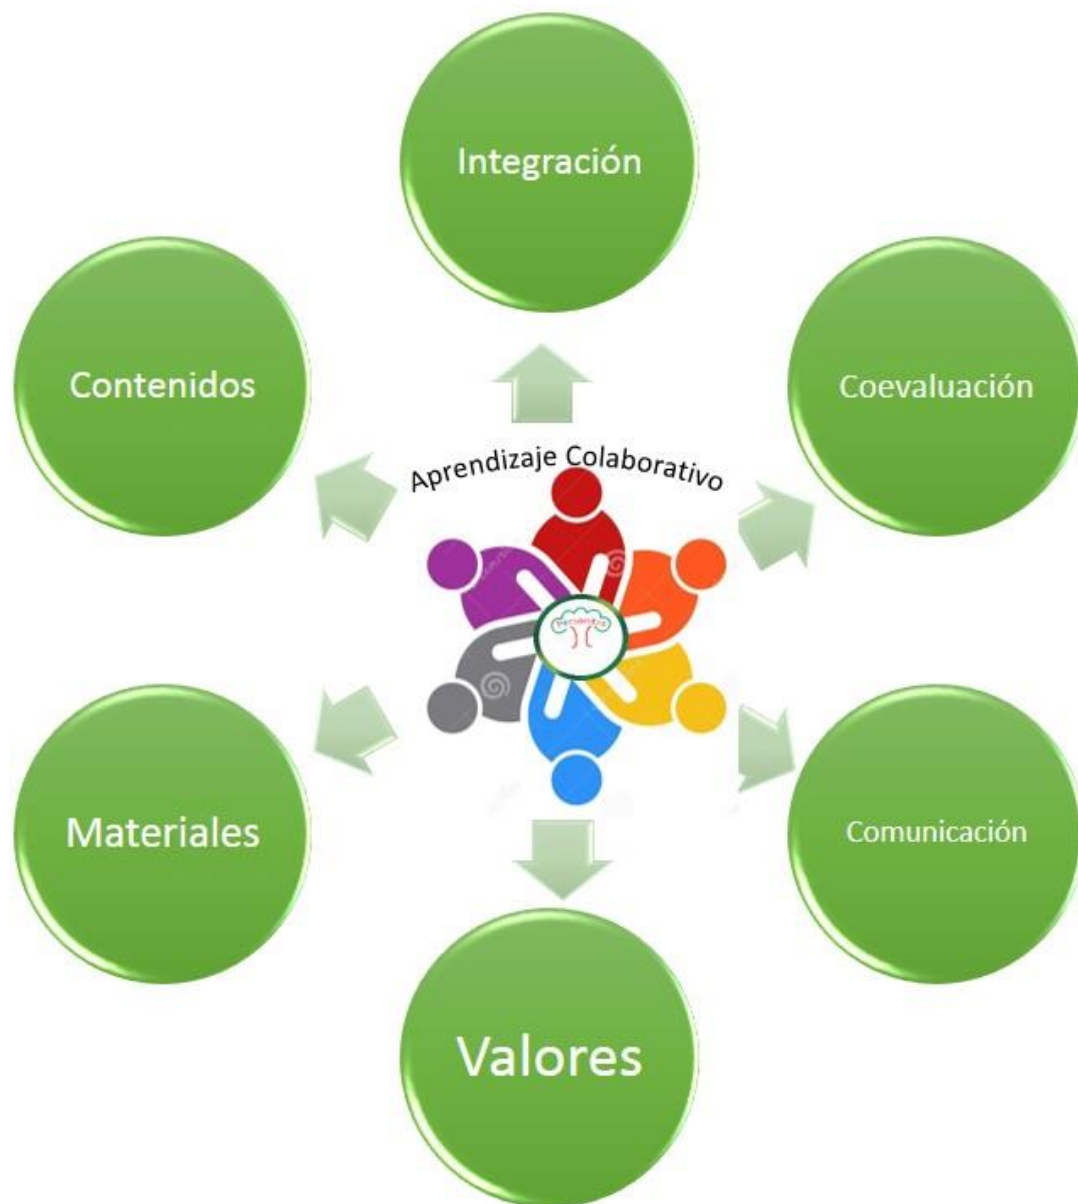 Integración
Contenidos
Coevaluación
Aprendizaje Colaborativo
Materiales
Comunicación
Valores